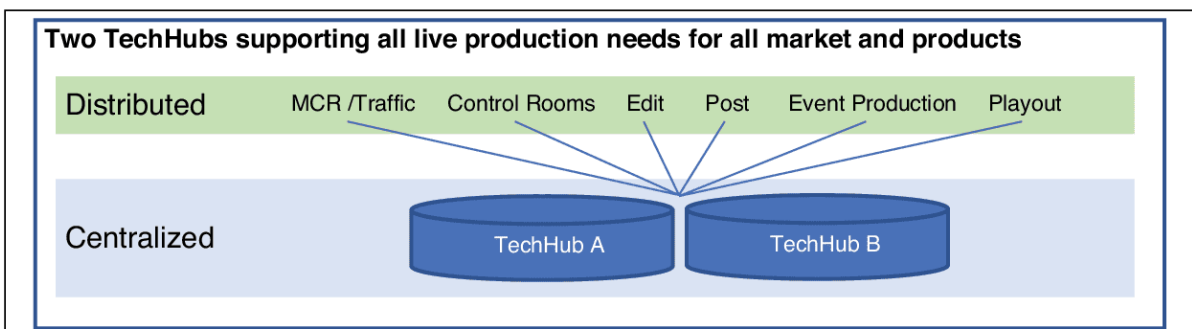 Two TechHubs supporting all live production needs for all market and products
Distributed MCR /Traffic Control Rooms Edit Post Event Production Playout
Centralized
TechHub A TechHub B